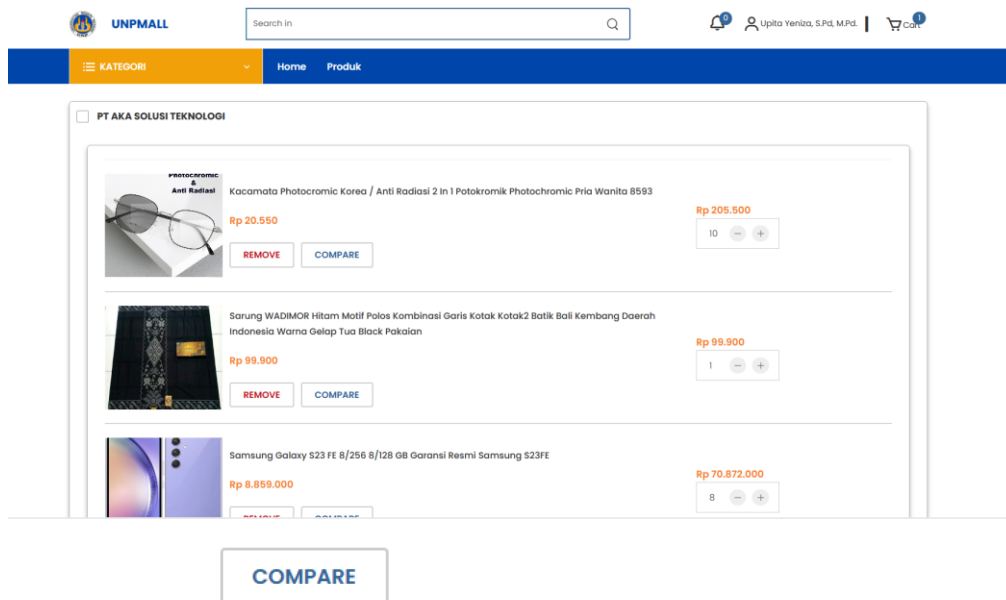 UNPMALL
Search in
0
Upita Yeniza, S.Pd, M.Pd.
Cart
1
KATEGORI
Home
Produk
PT AKA SOLUSI TEKNOLOGI
Photochromic
&
Anti Radiasi
Kacamata Photocromic Korea / Anti Radiasi 2 In 1 Potokromik Photochromic Pria Wanita 8593
Rp 20.550
REMOVE
COMPARE
Rp 205.500
10 − +
Sarung WADIMOR Hitam Motif Polos Kombinasi Garis Kotak Kotak2 Batik Bali Kembang Daerah
Indonesia Warna Gelap Tua Black Pakaian
Rp 99.900
REMOVE
COMPARE
Rp 99.900
1 − +
Samsung Galaxy S23 FE 8/256 8/128 GB Garansi Resmi Samsung S23FE
Rp 8.859.000
REMOVE
COMPARE
Rp 70.872.000
8 − +
COMPARE